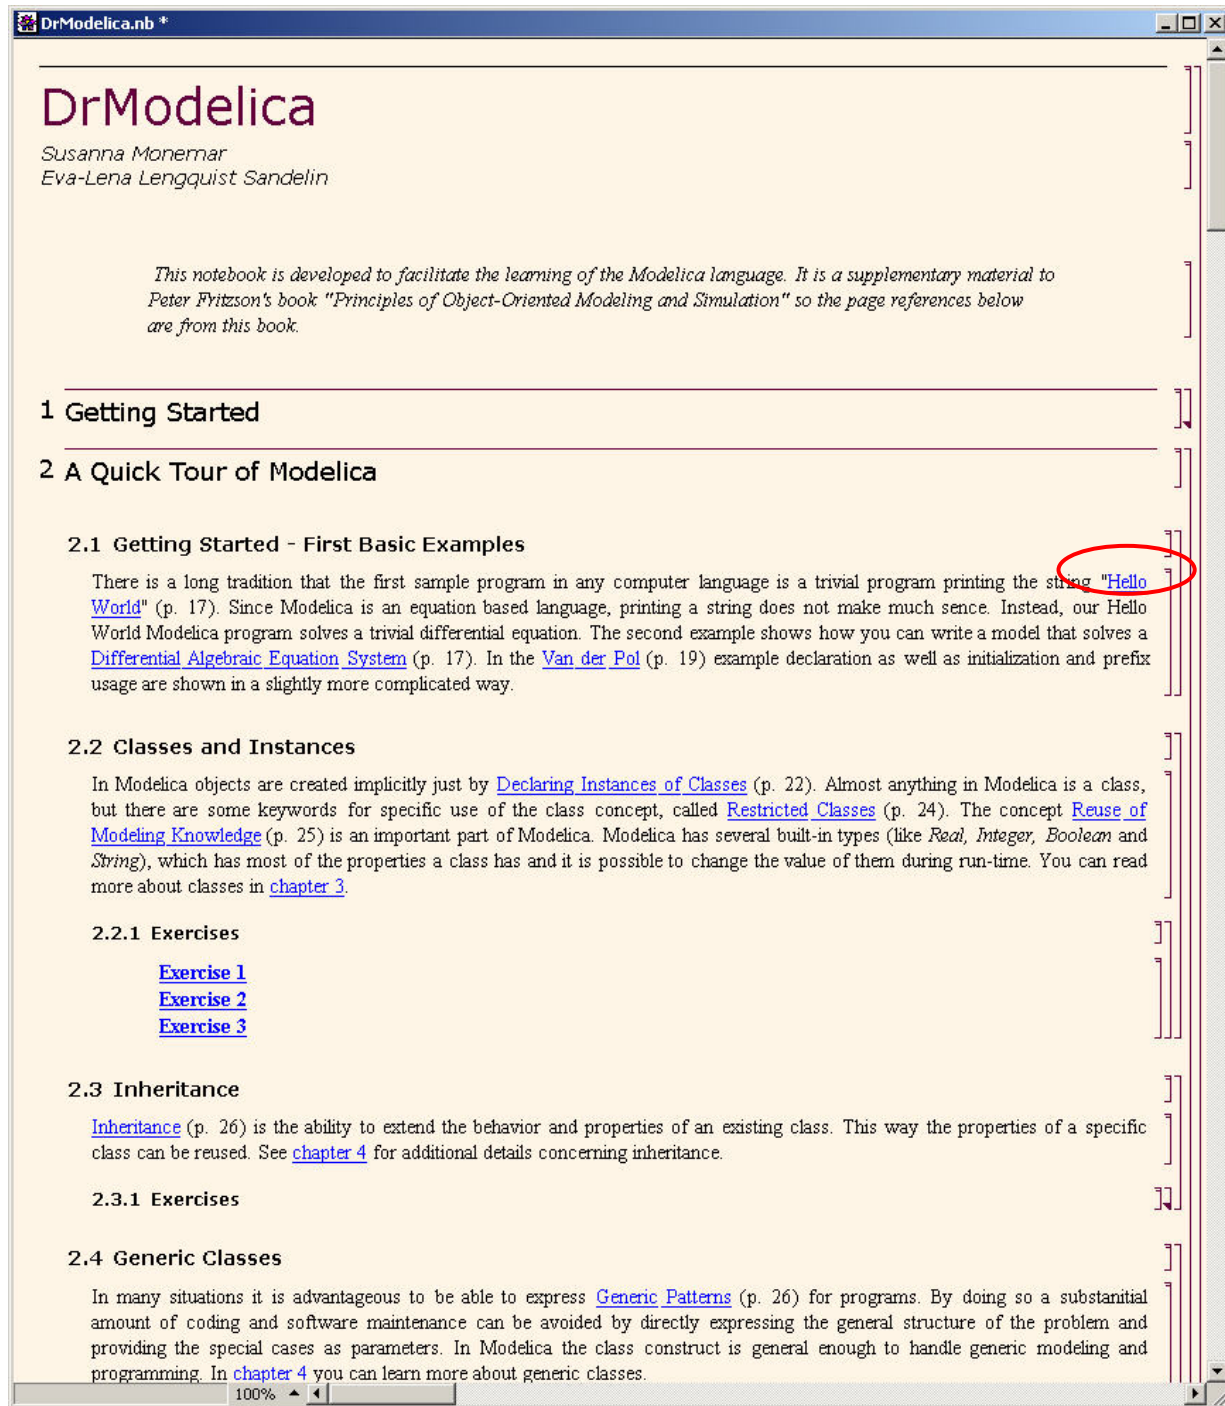 DrModelica.nb *
DrModelica
Susanna Monemar
Eva-Lena Lengquist Sandelin
This notebook is developed to facilitate the learning of the Modelica language. It is a supplementary material to
Peter Fritzson's book "Principles of Object-Oriented Modeling and Simulation" so the page references below
are from this book.
1 Getting Started
2 A Quick Tour of Modelica
2.1 Getting Started - First Basic Examples
There is a long tradition that the first sample program in any computer language is a trivial program printing the string "Hello
World" (p. 17). Since Modelica is an equation based language, printing a string does not make much sence. Instead, our Hello
World Modelica program solves a trivial differential equation. The second example shows how you can write a model that solves a
Differential Algebraic Equation System (p. 17). In the Van der Pol (p. 19) example declaration as well as initialization and prefix
usage are shown in a slightly more complicated way.
2.2 Classes and Instances
In Modelica objects are created implicitly just by Declaring Instances of Classes (p. 22). Almost anything in Modelica is a class,
but there are some keywords for specific use of the class concept, called Restricted Classes (p. 24). The concept Reuse of
Modeling Knowledge (p. 25) is an important part of Modelica. Modelica has several built-in types (like Real, Integer, Boolean and
String), which has most of the properties a class has and it is possible to change the value of them during run-time. You can read
more about classes in chapter 3.
2.2.1 Exercises
Exercise 1
Exercise 2
Exercise 3
2.3 Inheritance
Inheritance (p. 26) is the ability to extend the behavior and properties of an existing class. This way the properties of a specific
class can be reused. See chapter 4 for additional details concerning inheritance.
2.3.1 Exercises
2.4 Generic Classes
In many situations it is advantageous to be able to express Generic Patterns (p. 26) for programs. By doing so a substanitial
amount of coding and software maintenance can be avoided by directly expressing the general structure of the problem and
providing the special cases as parameters. In Modelica the class construct is general enough to handle generic modeling and
programming. In chapter 4 you can learn more about generic classes.
100%